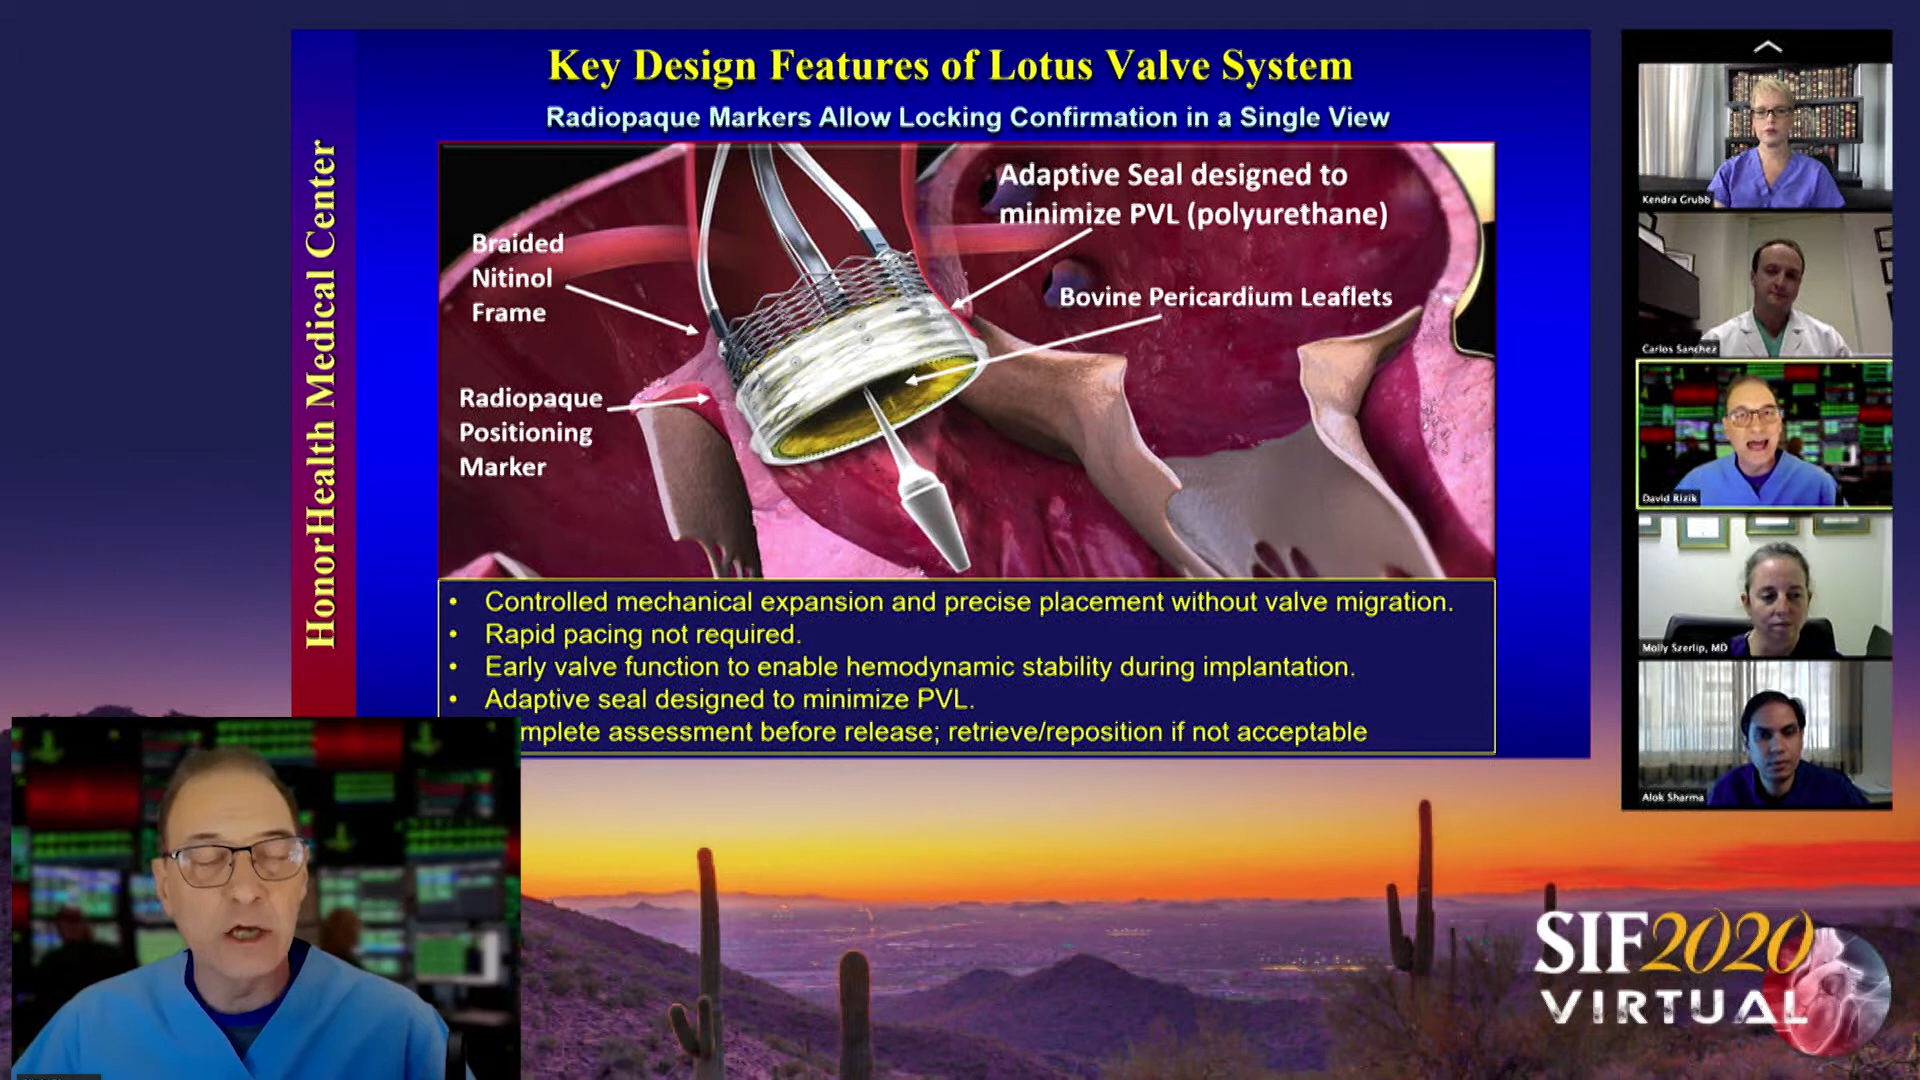 Key Design Features of Lotus Valve System
Radiopaque Markers Allow Locking Confirmation in a Single View
HonorHealth Medical Center
Adaptive Seal designed to
minimize PVL (polyurethane)
Braided
Nitinol
Frame
Bovine Pericardium Leaflets
Radiopaque
Positioning
Marker
• Controlled mechanical expansion and precise placement without valve migration.
• Rapid pacing not required.
• Early valve function to enable hemodynamic stability during implantation.
• Adaptive seal designed to minimize PVL.
mplete assessment before release; retrieve/reposition if not acceptable
Kendra Grubb
Carlos Sanchez
David Rizik
Molly Szerlip, MD
Alok Sharma
SIF2020
VIRTUAL